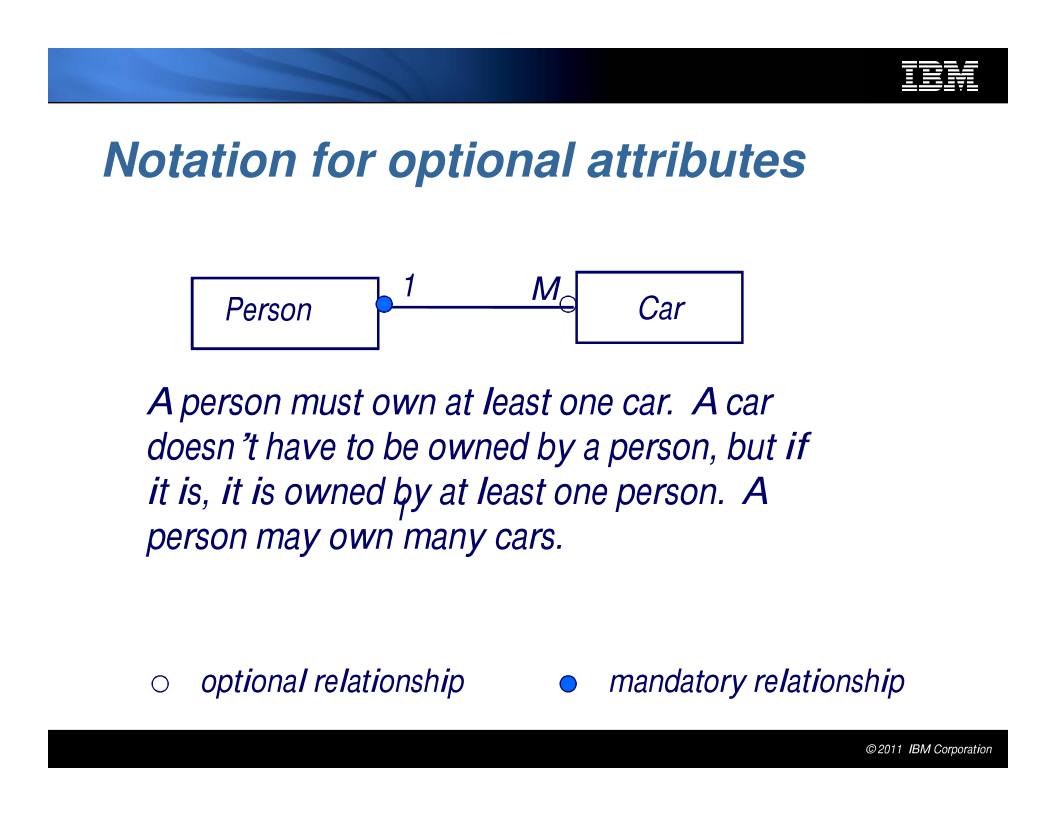 IBM
Notation for optional attributes
1
M
Person
Car
A person must own at least one car. A car
doesn't have to be owned by a person, but if
it is, it is owned by at least one person. A
1
person may own many cars.
optional relationship
mandatory relationship
© 2011 IBM Corporation